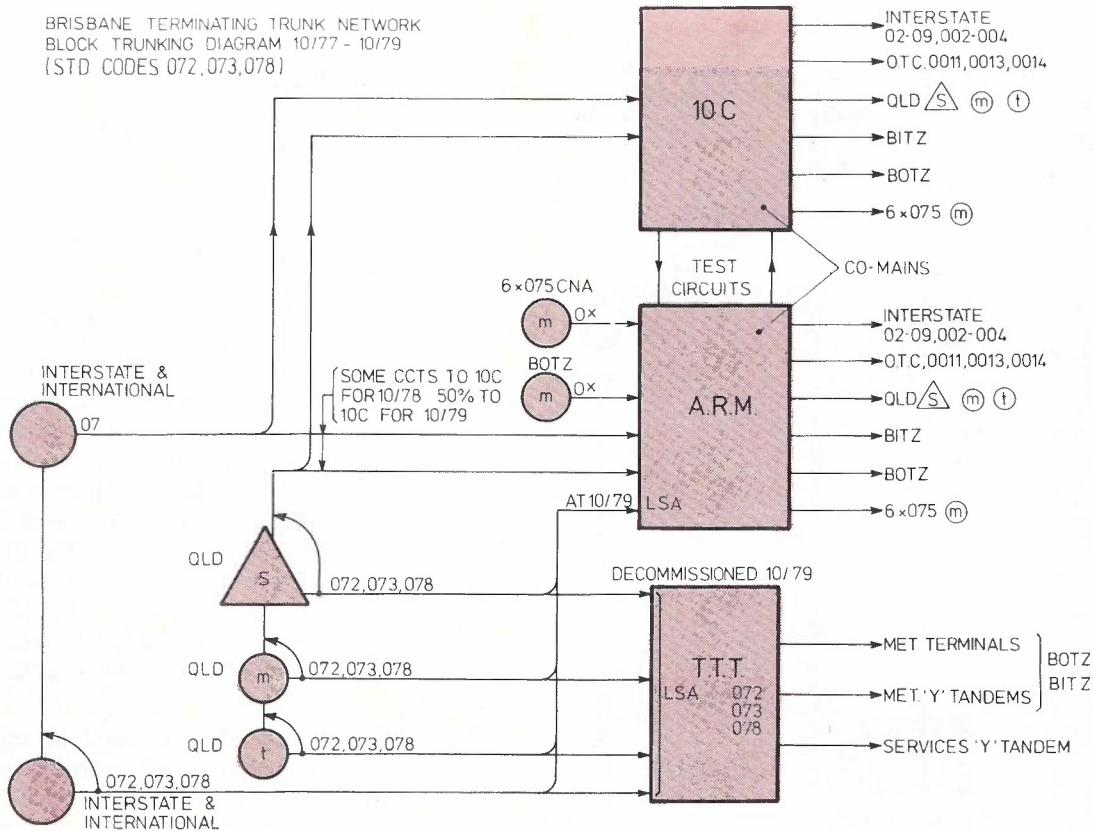 BRISBANE TERMINATING TRUNK NETWORK
BLOCK TRUNKING DIAGRAM 10/77 - 10/79
(STD CODES 072,073,078)
10C
INTERSTATE
02-09,002-004
O.T.C,0011,0013,0014
QLD S m t
BITZ
BOTZ
6×075 m
TEST
CIRCUITS
CO-MAINS
6×075 CNA
m 0x
BOTZ
m 0x
A.R.M.
LSA
INTERSTATE
02-09,002-004
O.T.C,0011,0013,0014
QLD S m t
BITZ
BOTZ
6×075 m
INTERSTATE &
INTERNATIONAL
07
SOME CCTS TO 10C
FOR 10/78 50% TO
10C FOR 10/79
AT 10/79
QLD
S
072,073,078
QLD
m
072,073,078
QLD
t
072,073,078
072,073,078
INTERSTATE &
INTERNATIONAL
DECOMMISSIONED 10/79
T.T.T.
LSA 072
073
078
MET TERMINALS
MET.'Y' TANDEMS
BOTZ
BITZ
SERVICES 'Y' TANDEM